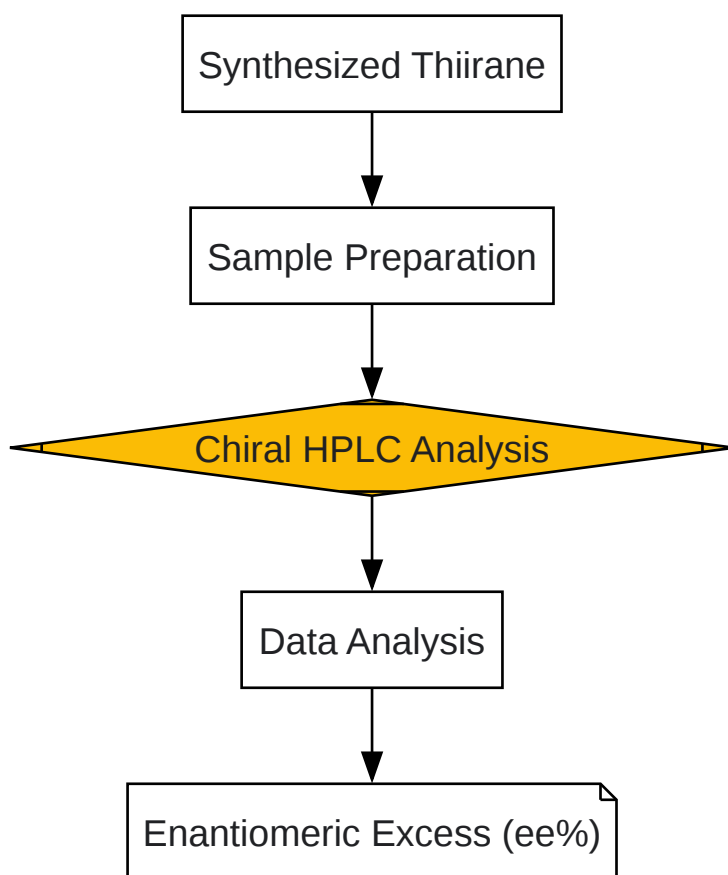 Synthesized Thiirane
Sample Preparation
Chiral HPLC Analysis
Data Analysis
Enantiomeric Excess (ee%)